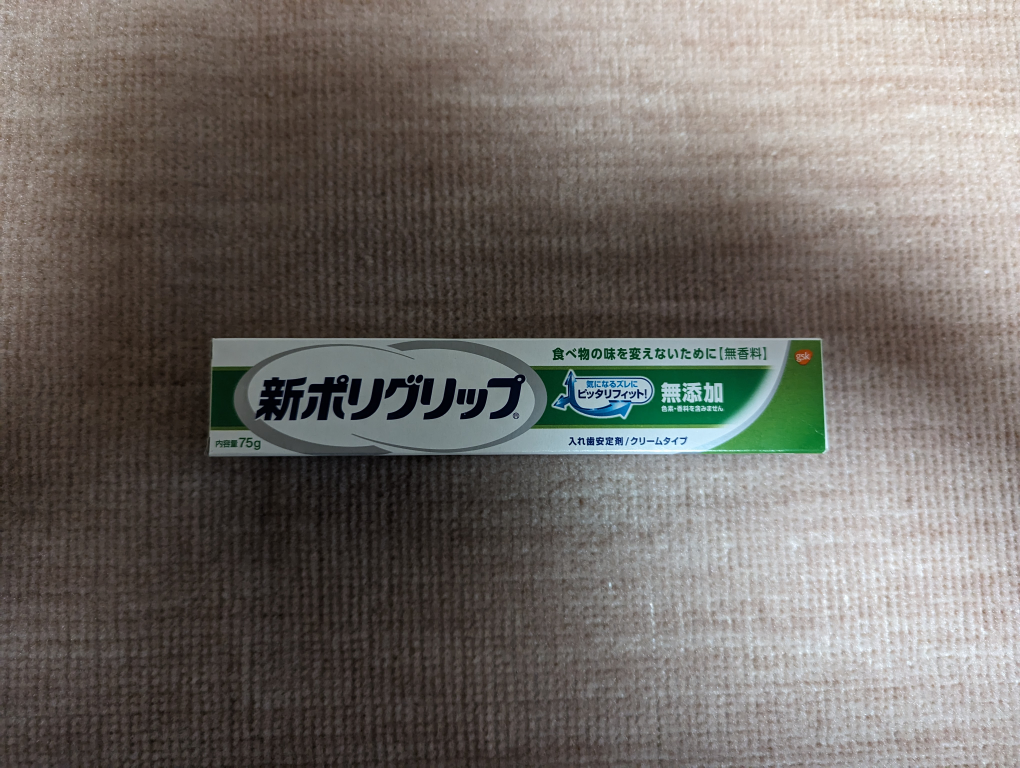 食べ物の味を変えないために【無香料】
gsk
新ポリグリップ®
気になるズレに
ピッタリフィット!
無添加
色素・香料を含みません
内容量75g
入れ歯安定剤/クリームタイプ